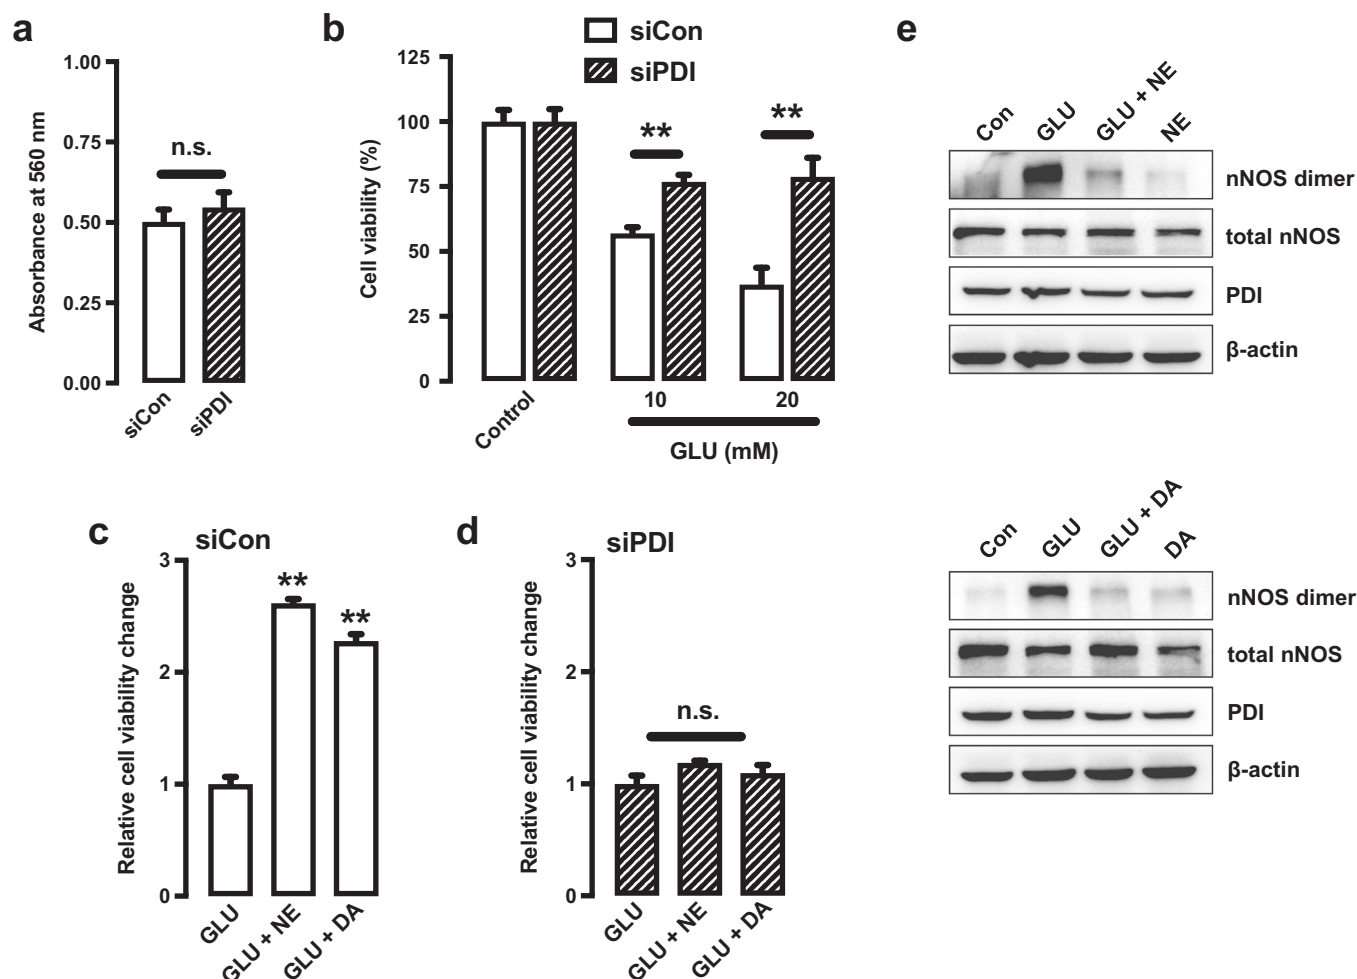 a
1.00
0.75
0.50
0.25
0.00
Absorbance at 560 nm
n.s.
siCon
siPDI
b
siCon
siPDI
125
100
75
50
25
0
Cell viability (%)
**
**
Control
10
20
GLU (mM)
c
siCon
3
2
1
0
Relative cell viability change
**
**
GLU
GLU + NE
GLU + DA
d
siPDI
3
2
1
0
Relative cell viability change
n.s.
GLU
GLU + NE
GLU + DA
e
Con
GLU
GLU + NE
NE
nNOS dimer
total nNOS
PDI
β-actin
Con
GLU
GLU + DA
DA
nNOS dimer
total nNOS
PDI
β-actin